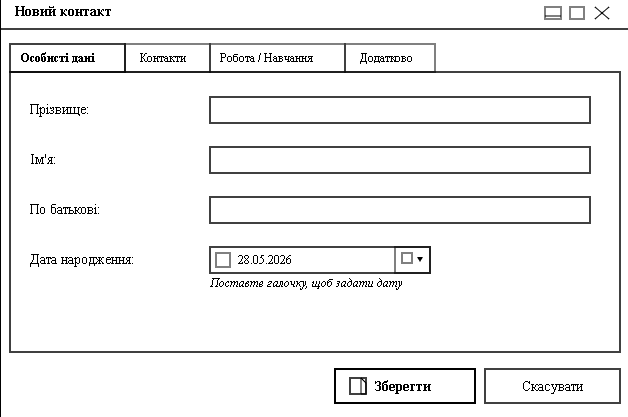 Новий контакт
Особисті дані
Контакти
Робота / Навчання
Додатково
Прізвище:
Ім'я:
По батькові:
Дата народження:
28.05.2026
Поставте галочку, щоб задати дату
Зберегти
Скасувати